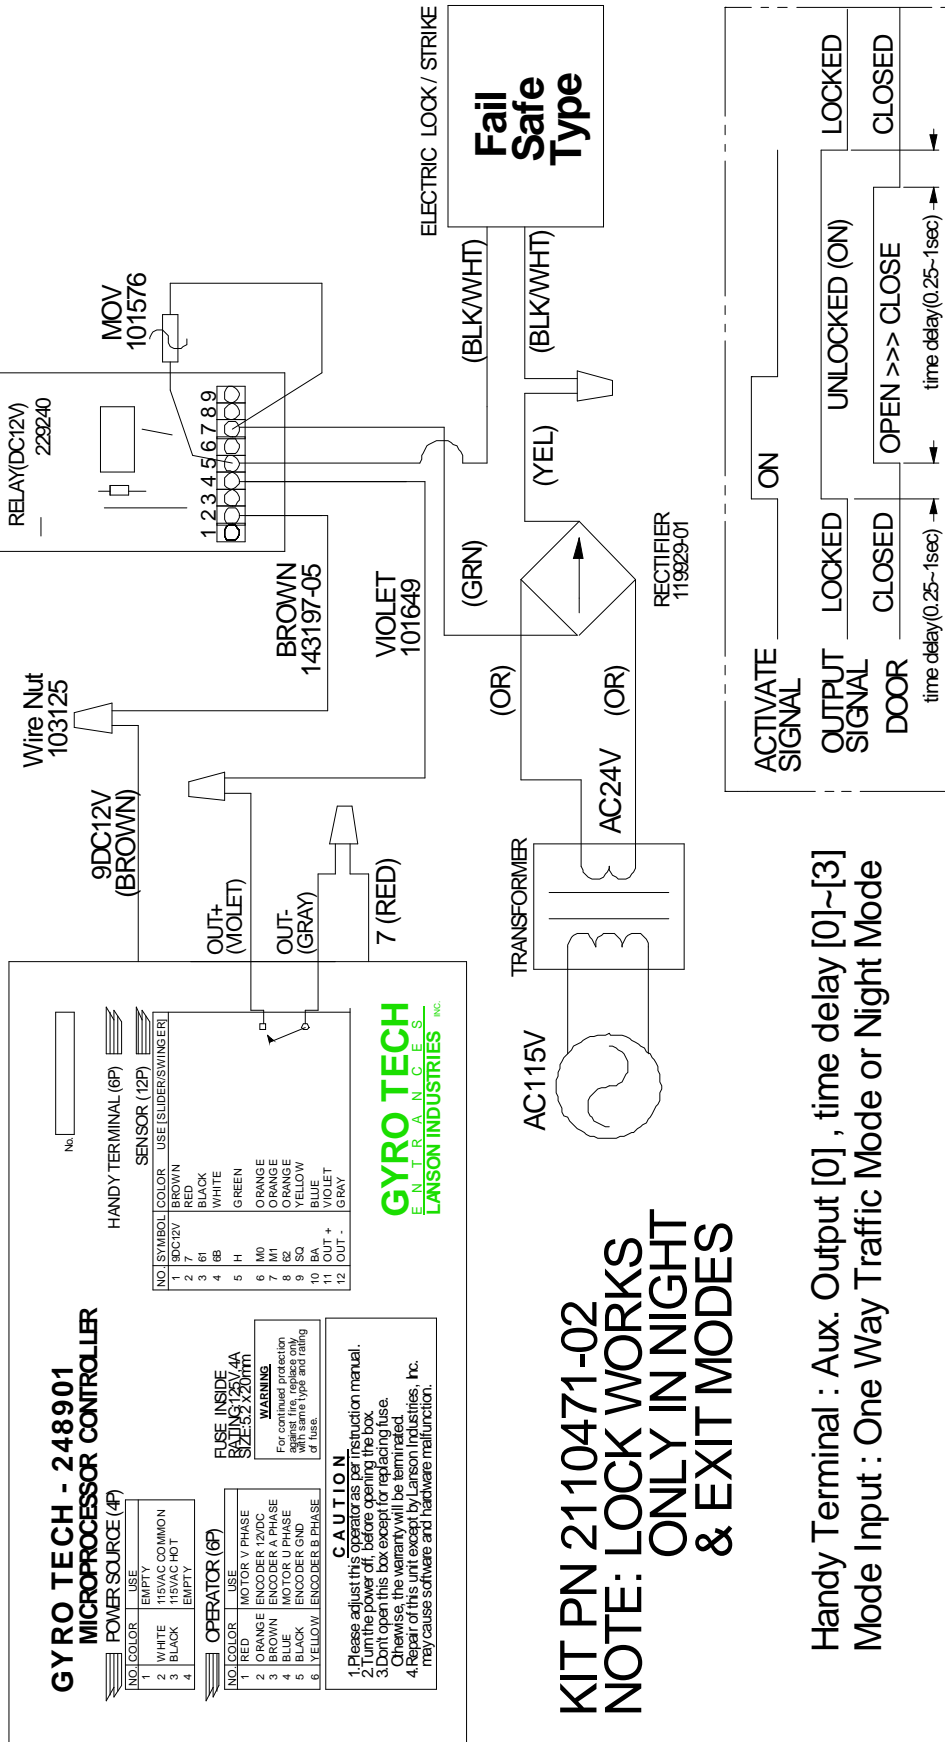 GYRO TECH - 248901
MICROPROCESSOR CONTROLLER
POWER SOURCE (4P)
NO. COLOR USE
1 EMPTY
2 WHITE 115VAC COMMON
3 BLACK 115VAC HOT
4 EMPTY
OPERATOR (6P)
NO. COLOR USE
1 RED MOTOR V PHASE
2 ORANGE ENCODER 12VDC
3 BROWN ENCODER A PHASE
4 BLUE MOTOR U PHASE
5 BLACK ENCODER GND
6 YELLOW ENCODER B PHASE
FUSE INSIDE
RATING:125V,4A
SIZE:5.2 x 20mm
WARNING
For continued protection
against fire, replace only
with same type and rating
of fuse.
CAUTION
1.Please adjust this operator as per instruction manual.
2.Turn the power off, before opening the box.
3.Don't open this box except for replacing fuse.
Otherwise, the warranty will be terminated.
4.Repair of this unit except by Lanson Industries, Inc.
may cause software and hardware malfunction.
No.
HANDY TERMINAL (6P)
SENSOR (12P)
NO. SYMBOL COLOR USE [SLIDER/SWINGER]
1 9DC12V BROWN
2 7 RED
3 61 BLACK
4 6B WHITE
5 H GREEN
6 M0 ORANGE
7 M1 ORANGE
8 62 ORANGE
9 SQ YELLOW
10 BA BLUE
11 OUT + VIOLET
12 OUT - GRAY
GYRO TECH
ENTRANCES
LANSON INDUSTRIES INC.
9DC12V
(BROWN)
OUT+
(VIOLET)
OUT-
(GRAY)
7 (RED)
Wire Nut
103125
BROWN
143197-05
VIOLET
101649
RELAY(DC12V)
229240
1 2 3 4 5 6 7 8 9
MOV
101576
ELECTRIC LOCK / STRIKE
Fail
Safe
Type
(BLK/WHT)
(BLK/WHT)
(YEL)
(GRN)
RECTIFIER
119929-01
(OR)
(OR)
AC24V
TRANSFORMER
AC115V
KIT PN 2110471-02
NOTE: LOCK WORKS
ONLY IN NIGHT
& EXIT MODES
ACTIVATE
SIGNAL
ON
OUTPUT
SIGNAL
LOCKED
UNLOCKED (ON)
LOCKED
DOOR
CLOSED
OPEN >>> CLOSE
CLOSED
time delay(0.25~1sec)
time delay(0.25~1sec)
Handy Terminal : Aux. Output [0] , time delay [0]~[3]
Mode Input : One Way Traffic Mode or Night Mode